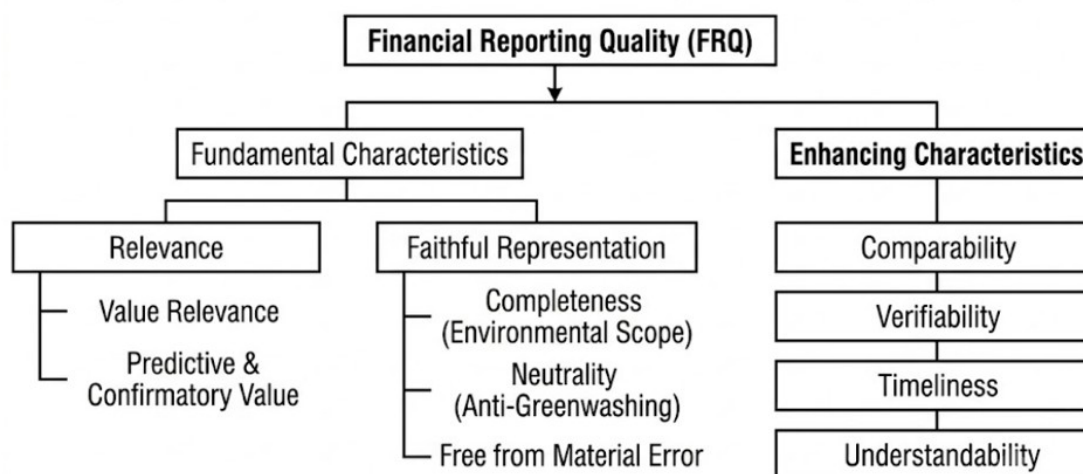 Financial Reporting Quality (FRQ)
Fundamental Characteristics
Enhancing Characteristics
Relevance
Value Relevance
Predictive &
Confirmatory Value
Faithful Representation
Completeness
(Environmental Scope)
Neutrality
(Anti-Greenwashing)
Free from Material Error
Comparability
Verifiability
Timeliness
Understandability